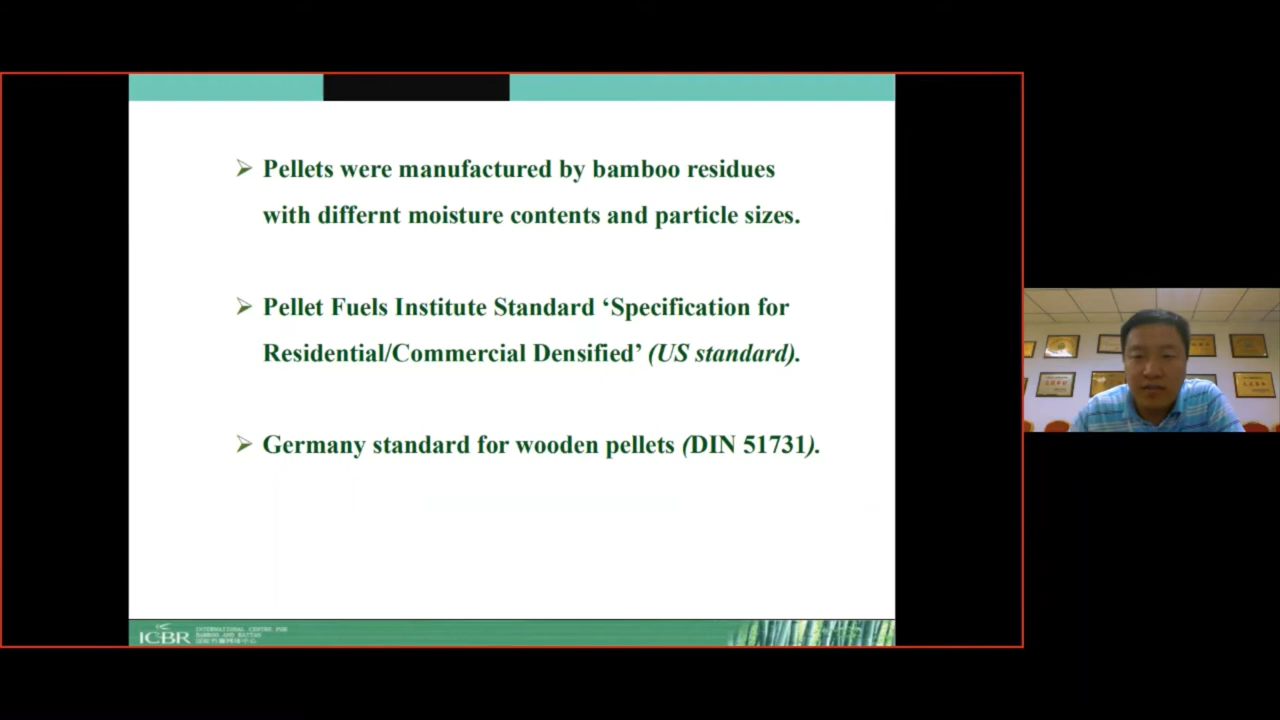 Pellets were manufactured by bamboo residues
with differnt moisture contents and particle sizes.
Pellet Fuels Institute Standard ‘Specification for
Residential/Commercial Densified’ (US standard).
Germany standard for wooden pellets (DIN 51731).
ICBR
INTERNATIONAL CENTRE FOR
BAMBOO AND RATTAN